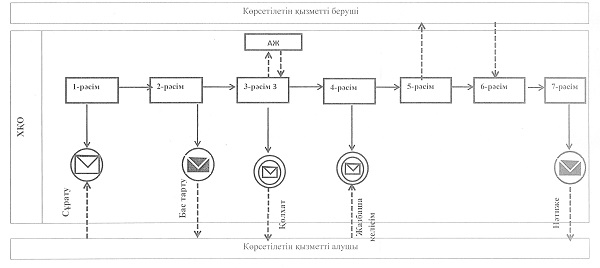 Көрсетілетін қызметті беруші
ХКО
АЖ
1-рәсім
2-рәсім
3-рәсім 3
4-рәсім
5-рәсім
6-рәсім
7-рәсім
Сұрату
Бас тарту
Қолхат
Жазбаша келісім
Нәтиже
Көрсетілетін қызметті алушы